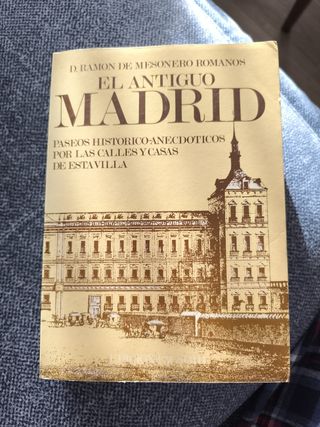 D. RAMON DE MESONERO ROMANOS
EL ANTIGUO
MADRID
PASEOS HISTORICO-ANECDOTICOS
POR LAS CALLES Y CASAS
DE ESTA VILLA